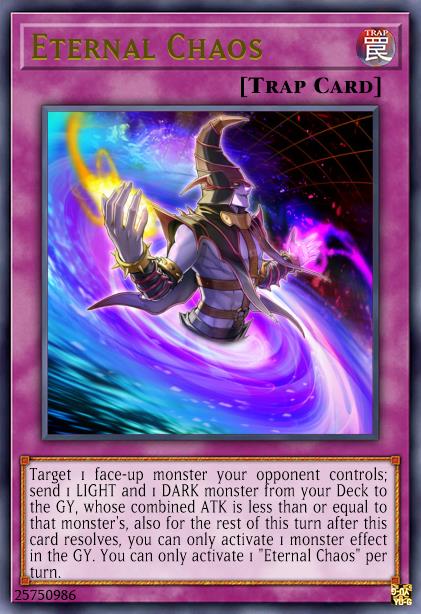 Eternal Chaos
TRAP
罠
[Trap Card]
Target 1 face-up monster your opponent controls;
send 1 LIGHT and 1 DARK monster from your Deck to
the GY, whose combined ATK is less than or equal to
that monster's, also for the rest of this turn after this
card resolves, you can only activate 1 monster effect
in the GY. You can only activate 1 "Eternal Chaos" per
turn.
25750986